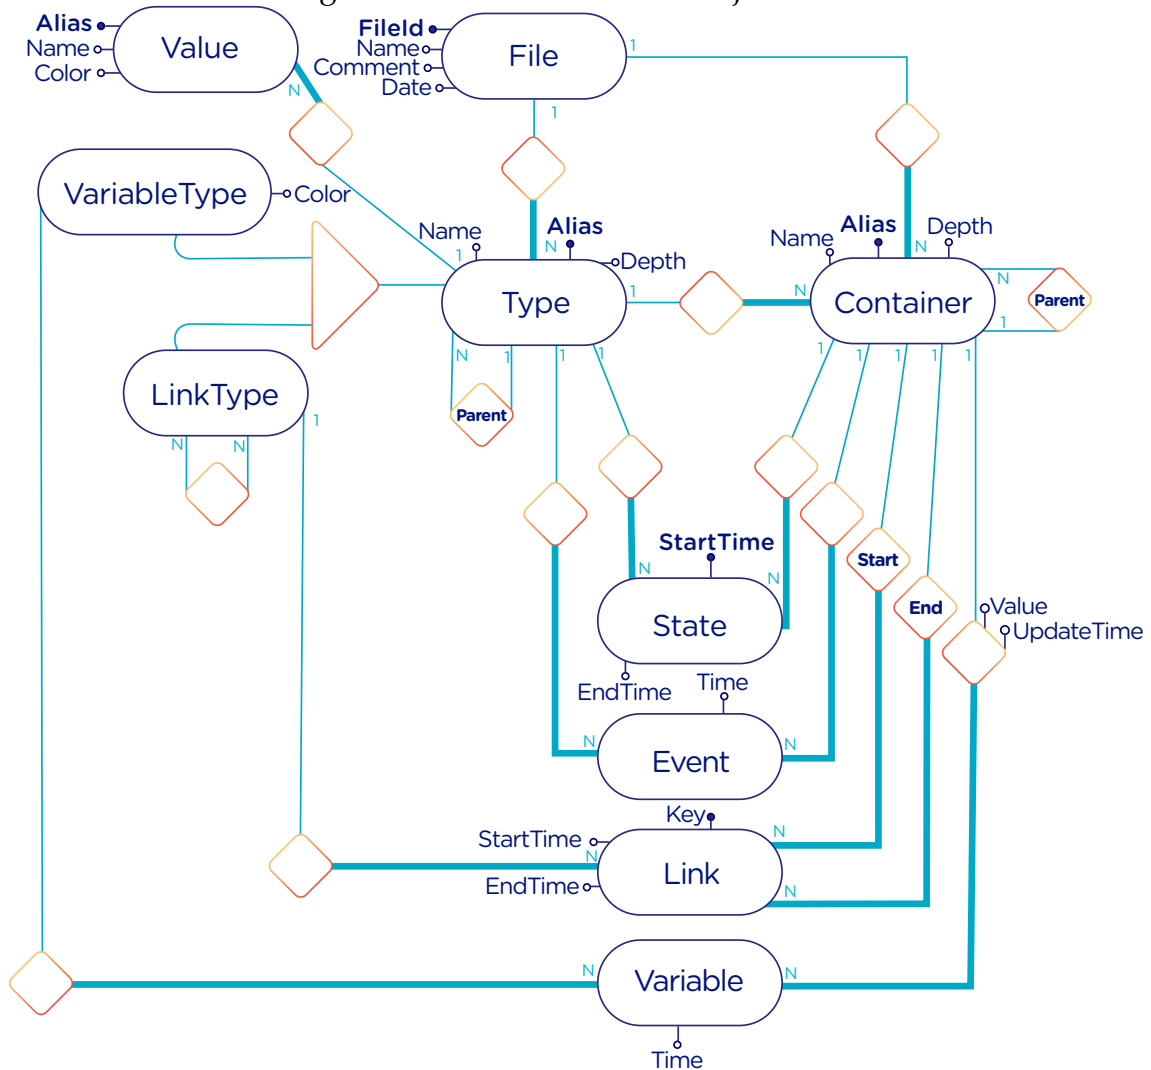 Alias
Name
Color
Value
N
FileId
Name
Comment
Date
File
1
1
VariableType
Color
Name
Alias
Depth
N
1
Type
1
N
1
1
1
Parent
Name
Alias
Depth
N
N
Container
N
1
Parent
1
1
1
1
1
LinkType
1
N
N
StartTime
N
N
State
EndTime
Start
End
Value
UpdateTime
Time
N
N
Event
Key
StartTime
N
N
EndTime
N
Link
N
N
Variable
Time